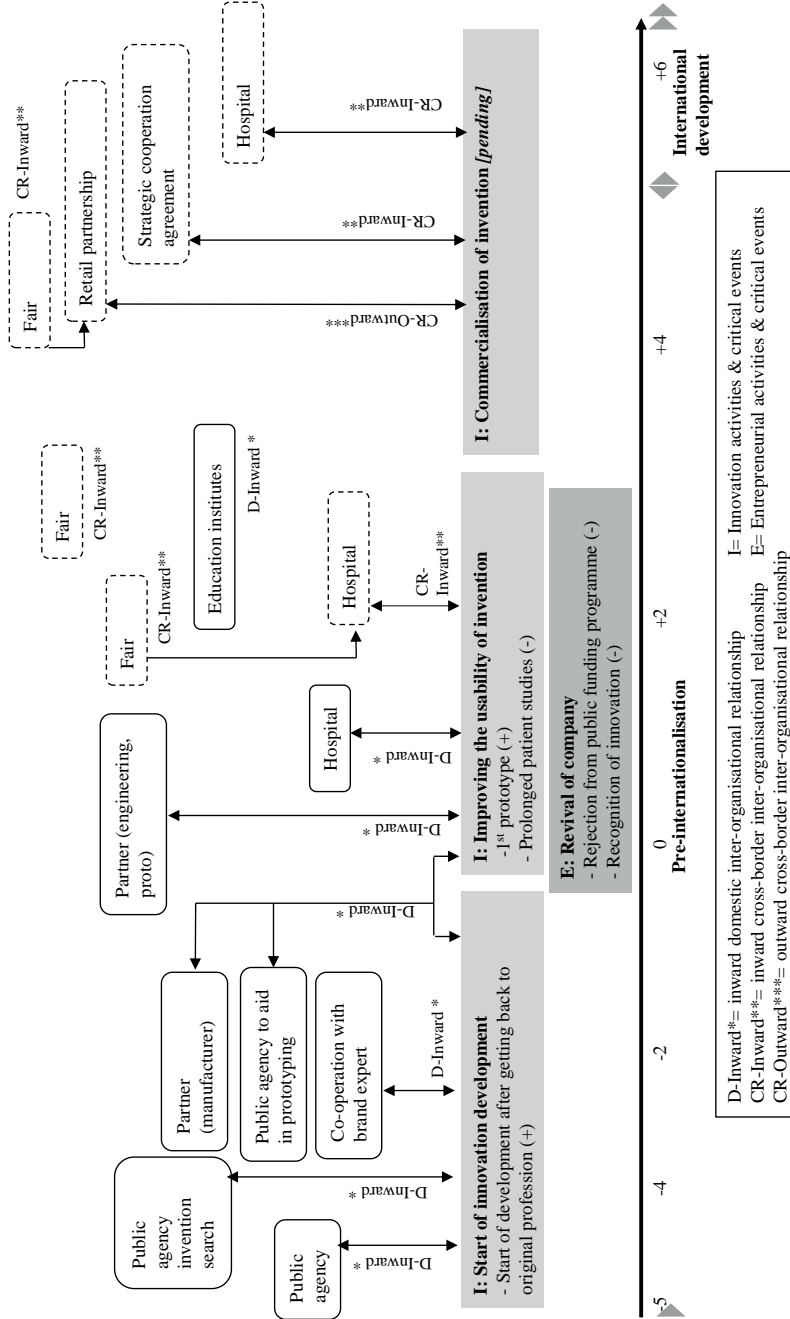 Fair
CR-Inward**
Retail partnership
Strategic cooperation
agreement
Hospital
CR-Outward***
CR-Inward**
CR-Inward**
I: Commercialisation of invention [pending]
Fair
CR-Inward**
Fair
CR-Inward**
Education institutes
D-Inward *
Hospital
CR-
Inward**
Partner (engineering,
proto)
D-Inward *
Hospital
D-Inward *
I: Improving the usability of invention
-1st prototype (+)
- Prolonged patient studies (-)
E: Revival of company
- Rejection from public funding programme (-)
- Recognition of innovation (-)
Public
agency
invention
search
D-Inward *
Public
agency
D-Inward *
Partner
(manufacturer)
Public agency to aid
in prototyping
D-Inward *
Co-operation with
brand expert
D-Inward *
I: Start of innovation development
- Start of development after getting back to
original profession (+)
-5
-4
-2
0
+2
+4
+6
Pre-internationalisation
International
development
D-Inward*= inward domestic inter-organisational relationship
CR-Inward**= inward cross-border inter-organisational relationship
CR-Outward***= outward cross-border inter-organisational relationship
I= Innovation activities & critical events
E= Entrepreneurial activities & critical events